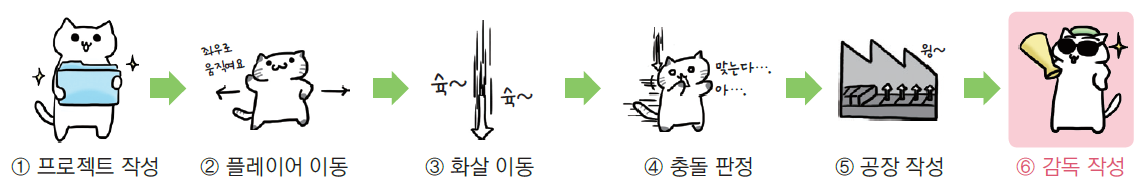 좌우로
움직여요
슉~
슉~
맞는다….
아….
윙~
① 프로젝트 작성
② 플레이어 이동
③ 화살 이동
④ 충돌 판정
⑤ 공장 작성
⑥ 감독 작성